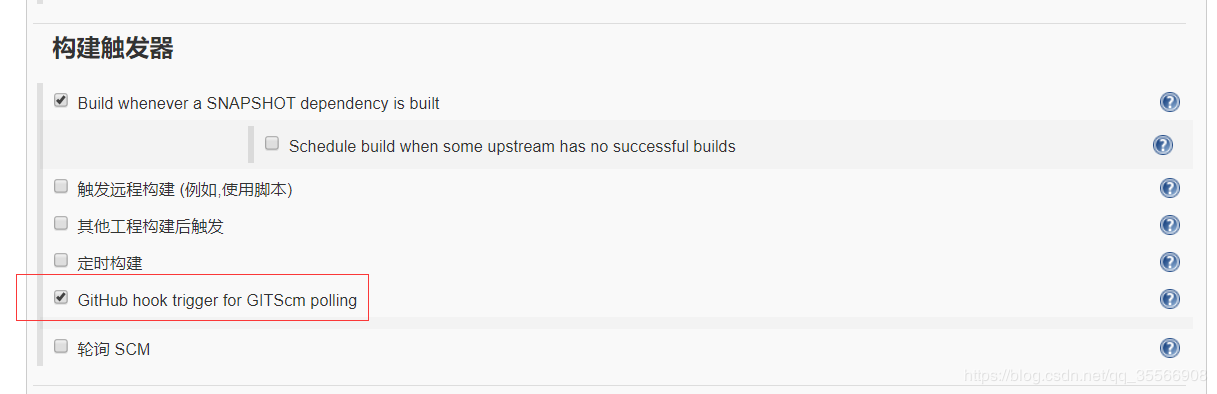 构建触发器
Build whenever a SNAPSHOT dependency is built
Schedule build when some upstream has no successful builds
触发远程构建 (例如,使用脚本)
其他工程构建后触发
定时构建
GitHub hook trigger for GITScm polling
轮询 SCM
https://blog.csdn.net/qq_35566908